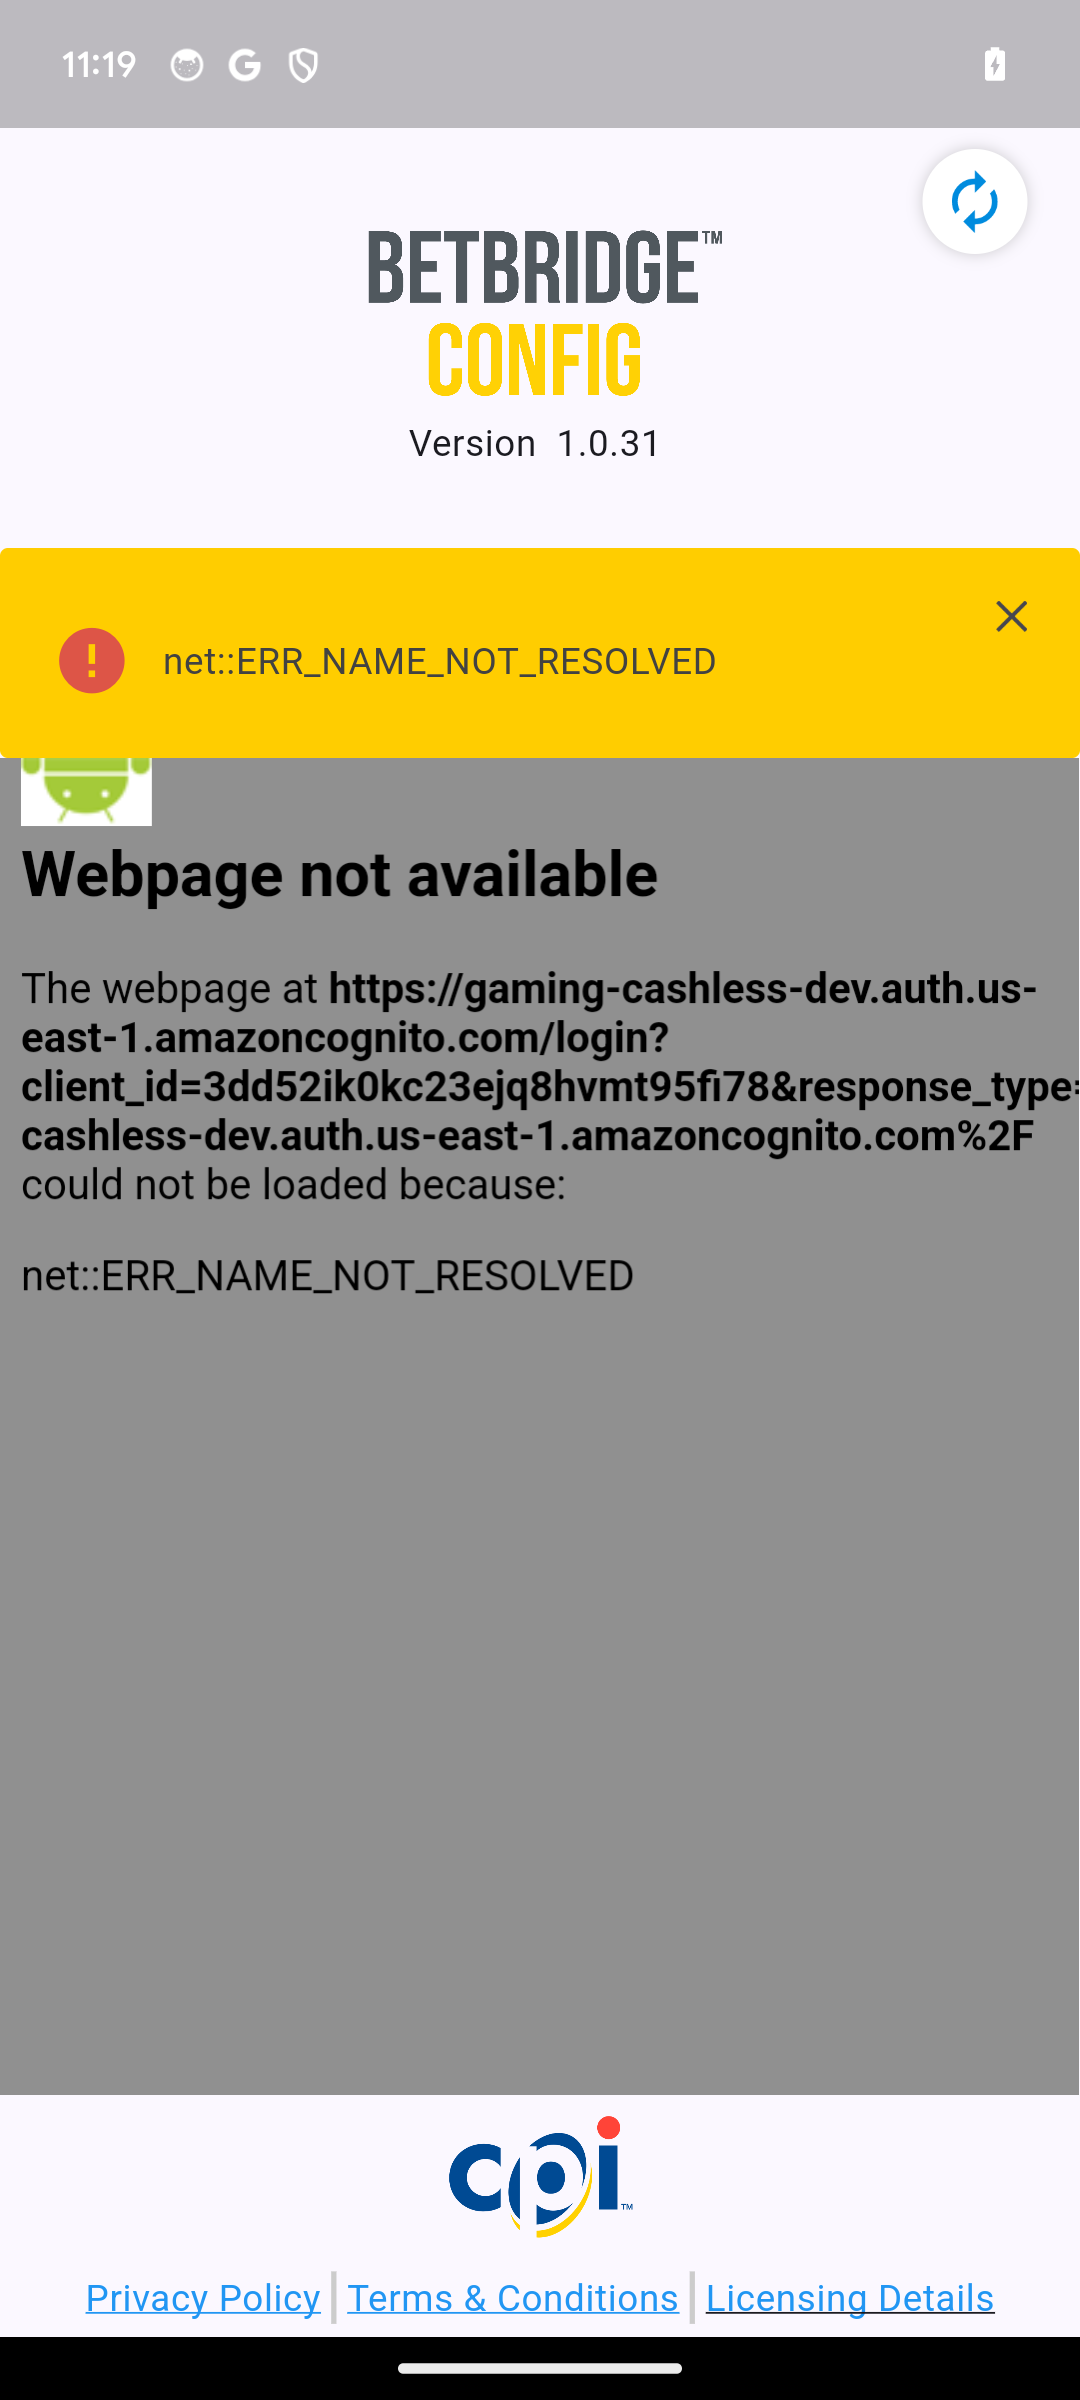 11:19
BETBRIDGE™
CONFIG
Version 1.0.31
net::ERR_NAME_NOT_RESOLVED
Webpage not available
The webpage at https://gaming-cashless-dev.auth.us-
east-1.amazoncognito.com/login?
client_id=3dd52ik0kc23ejq8hvmt95fi78&response_type=
cashless-dev.auth.us-east-1.amazoncognito.com%2F
could not be loaded because:
net::ERR_NAME_NOT_RESOLVED
cpi™
Privacy Policy | Terms & Conditions | Licensing Details